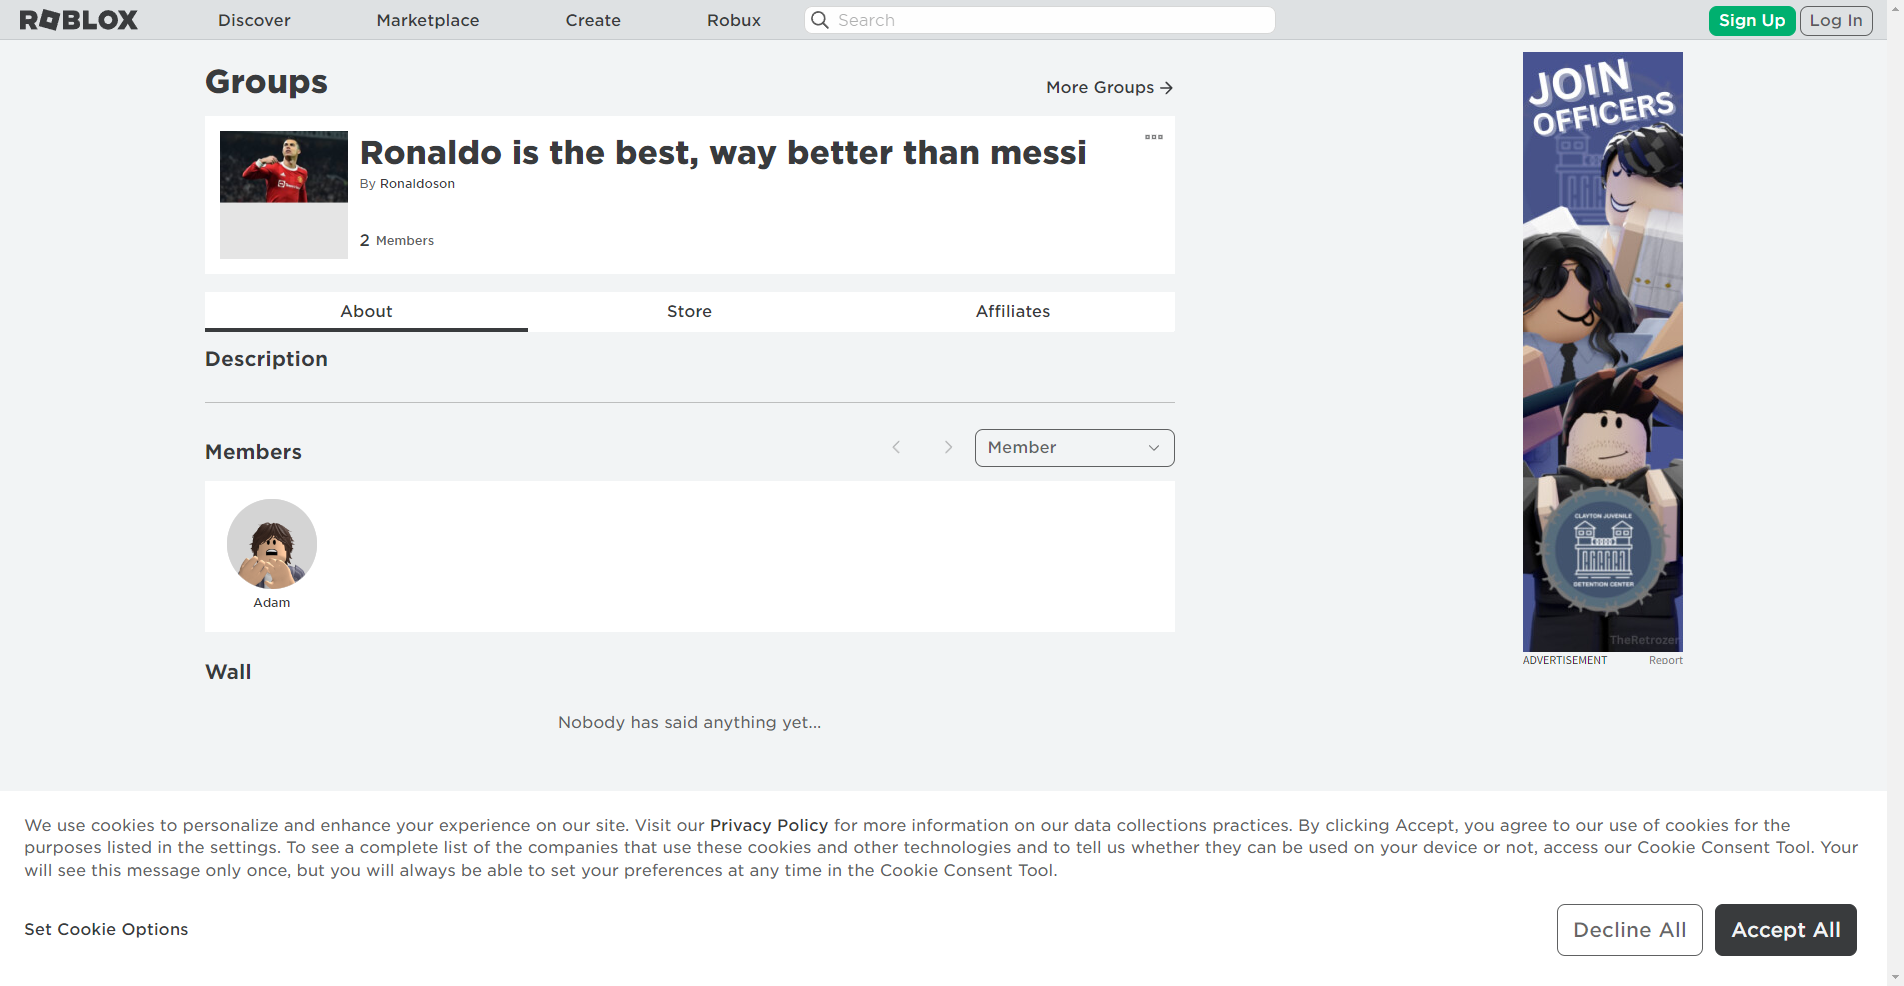 ROBLOX
Discover
Marketplace
Create
Robux
Search
Sign Up
Log In
Groups
More Groups →
Ronaldo is the best, way better than messi
By Ronaldoson
2 Members
About
Store
Affiliates
Description
Members
Member
Adam
Wall
Nobody has said anything yet...
JOIN
OFFICERS
CLAYTON JUVENILE
DETENTION CENTER
TheRetrozer
ADVERTISEMENT
Report
We use cookies to personalize and enhance your experience on our site. Visit our Privacy Policy for more information on our data collections practices. By clicking Accept, you agree to our use of cookies for the
purposes listed in the settings. To see a complete list of the companies that use these cookies and other technologies and to tell us whether they can be used on your device or not, access our Cookie Consent Tool. Your
will see this message only once, but you will always be able to set your preferences at any time in the Cookie Consent Tool.
Set Cookie Options
Decline All
Accept All